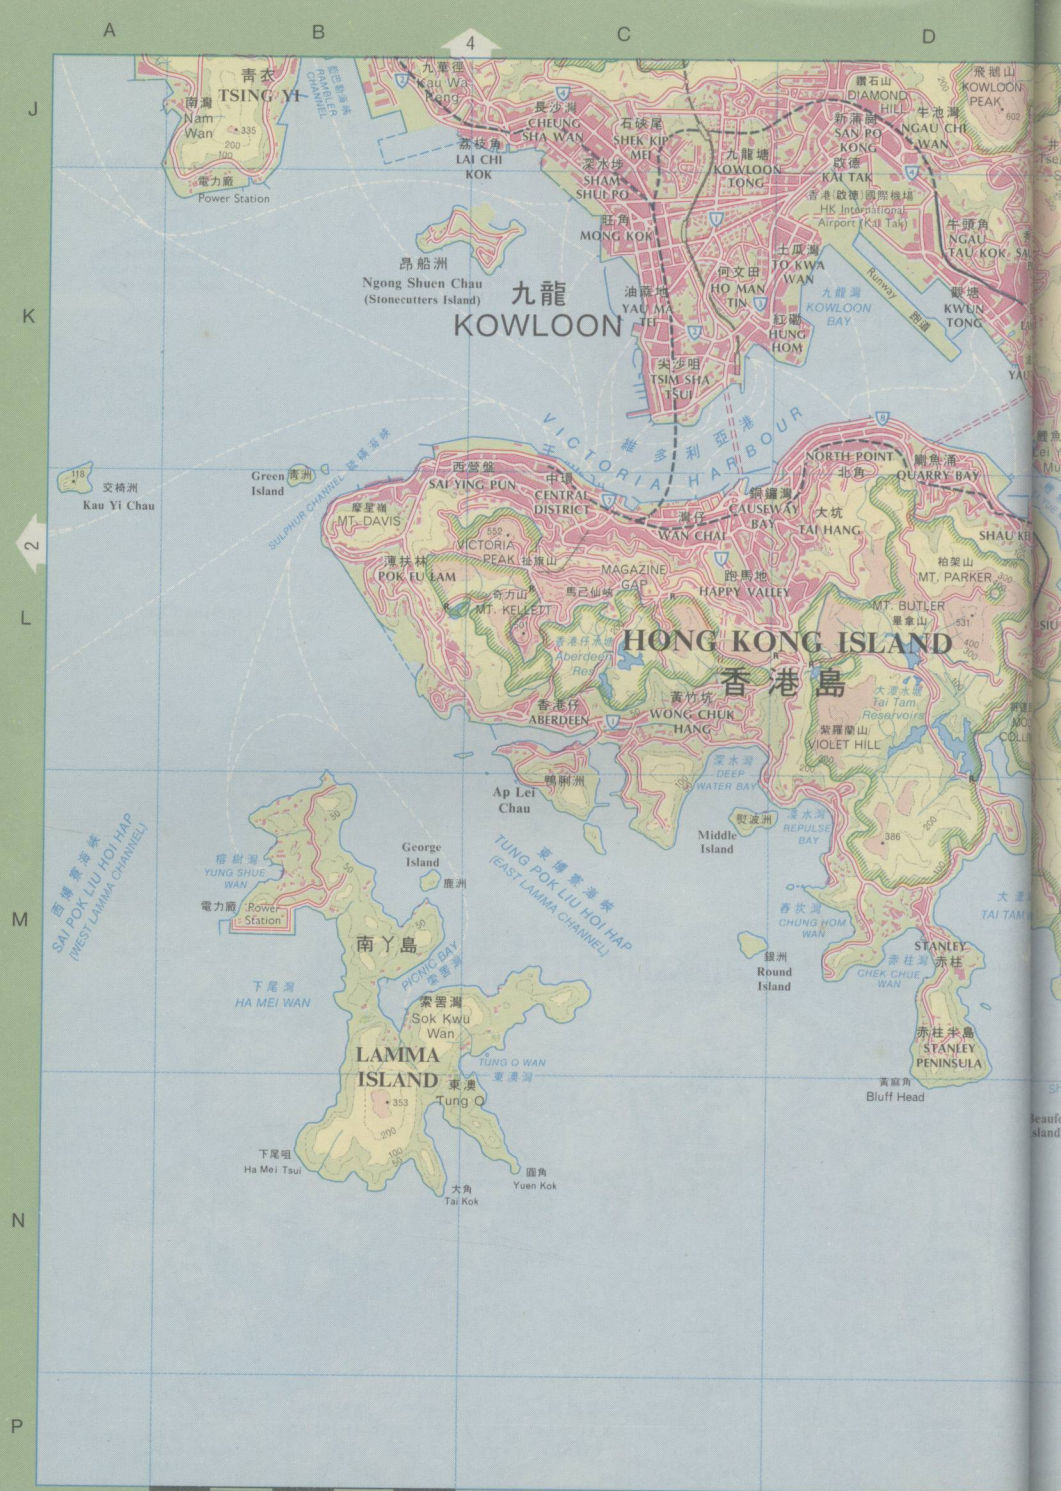 A
B
4
C
D
J
K
L
M
N
P
2
青衣
TSING YI
南灣
Nam
Wan
335
200
100
電力廠
Power Station
RAMBLER
CHANNEL
九華徑
Kau Wa
Keng
荔枝角
LAI CHI
KOK
長沙灣
CHEUNG
SHA WAN
石硤尾
SHEK KIP
MEI
深水埗
SHAM
SHUI PO
旺角
MONG KOK
九龍塘
KOWLOON
TONG
鑽石山
DIAMOND
HILL
新蒲崗
SAN PO
KONG
啟德
KAI TAK
香港(啟德)國際機場
HK International
Airport (Kai Tak)
牛池灣
NGAU CHI
WAN
飛鵝山
KOWLOON
PEAK
602
200
牛頭角
NGAU
TAU KOK
觀塘
KWUN
TONG
土瓜灣
TO KWA
WAN
何文田
HO MAN
TIN
紅磡
HUNG
HOM
九龍灣
KOWLOON
BAY
Runway
跑道
油麻地
YAU MA
TEI
尖沙咀
TSIM SHA
TSUI
昂船洲
Ngong Shuen Chau
(Stonecutters Island)
九龍
KOWLOON
維多利亞港
VICTORIA HARBOUR
118
交椅洲
Kau Yi Chau
Green
Island
青洲
SULPHUR CHANNEL
硫磺海峽
西營盤
SAI YING PUN
中環
CENTRAL
DISTRICT
灣仔
WAN CHAI
銅鑼灣
CAUSEWAY
BAY
NORTH POINT
北角
鰂魚涌
QUARRY BAY
大坑
TAI HANG
SHAU KEI
摩星嶺
MT. DAVIS
552
VICTORIA
PEAK
扯旗山
薄扶林
POK FU LAM
奇力山
MT. KELLETT
501
MAGAZINE
GAP
馬己仙峽
跑馬地
HAPPY VALLEY
柏架山
MT. PARKER
MT. BUTLER
畢拿山
531
400
300
香港仔水塘
Aberdeen
Res
HONG KONG ISLAND
香港島
大潭水塘
Tai Tam
Reservoirs
香港仔
ABERDEEN
黃竹坑
WONG CHUK
HANG
紫羅蘭山
VIOLET HILL
鴨脷洲
Ap Lei
Chau
深水灣
DEEP
WATER BAY
熨波洲
Middle
Island
淺水灣
REPULSE
BAY
386
200
100
George
Island
鹿洲
東博寮海峽
TUNG POK LIU HOI HAP
(EAST LAMMA CHANNEL)
西博寮海峽
SAI POK LIU HOI HAP
(WEST LAMMA CHANNEL)
榕樹灣
YUNG SHUE
WAN
電力廠
Power
Station
南丫島
PICNIC BAY
索罟灣
下尾灣
HA MEI WAN
索罟灣
Sok Kwu
Wan
LAMMA
ISLAND
353
200
100
50
TUNG O WAN
東澳灣
東澳
Tung O
下尾咀
Ha Mei Tsui
大角
Tai Kok
圓角
Yuen Kok
春坎灣
CHUNG HOM
WAN
銀洲
Round
Island
赤柱灣
CHEK CHUE
WAN
STANLEY
赤柱
TAI TAM
赤柱半島
STANLEY
PENINSULA
黃麻角
Bluff Head